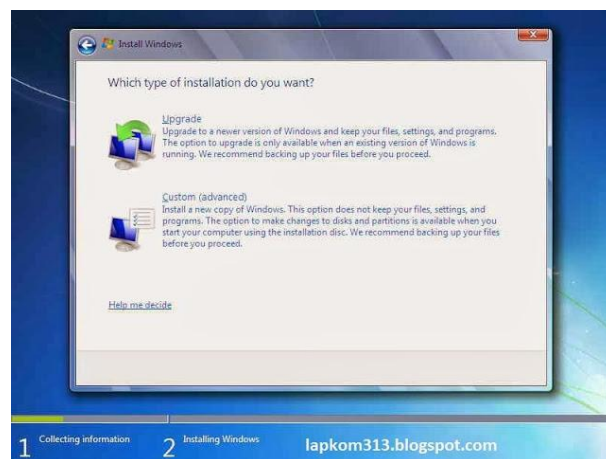 Install Windows
Which type of installation do you want?
Upgrade
Upgrade to a newer version of Windows and keep your files, settings, and programs.
The option to upgrade is only available when an existing version of Windows is
running. We recommend backing up your files before you proceed.
Custom (advanced)
Install a new copy of Windows. This option does not keep your files, settings, and
programs. The option to make changes to disks and partitions is available when you
start your computer using the installation disc. We recommend backing up your files
before you proceed.
Help me decide
1 Collecting information 2 Installing Windows lapkom313.blogspot.com